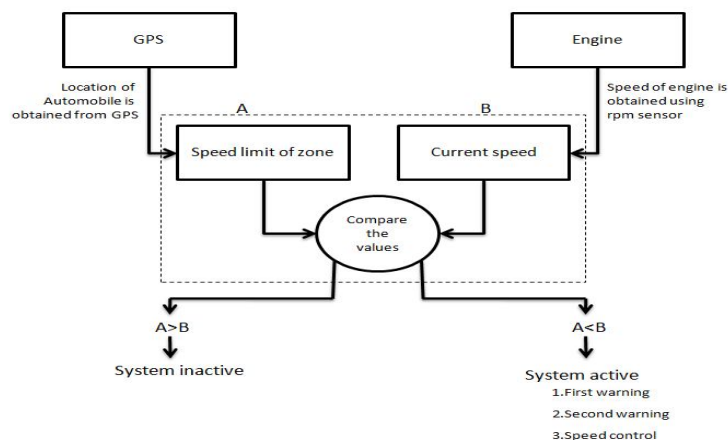 GPS
Engine
Location of
Automobile is
obtained from GPS
Speed of engine is
obtained using
rpm sensor
A
B
Speed limit of zone
Current speed
Compare
the
values
A>B
A<B
System inactive
System active
1.First warning
2.Second warning
3.Speed control